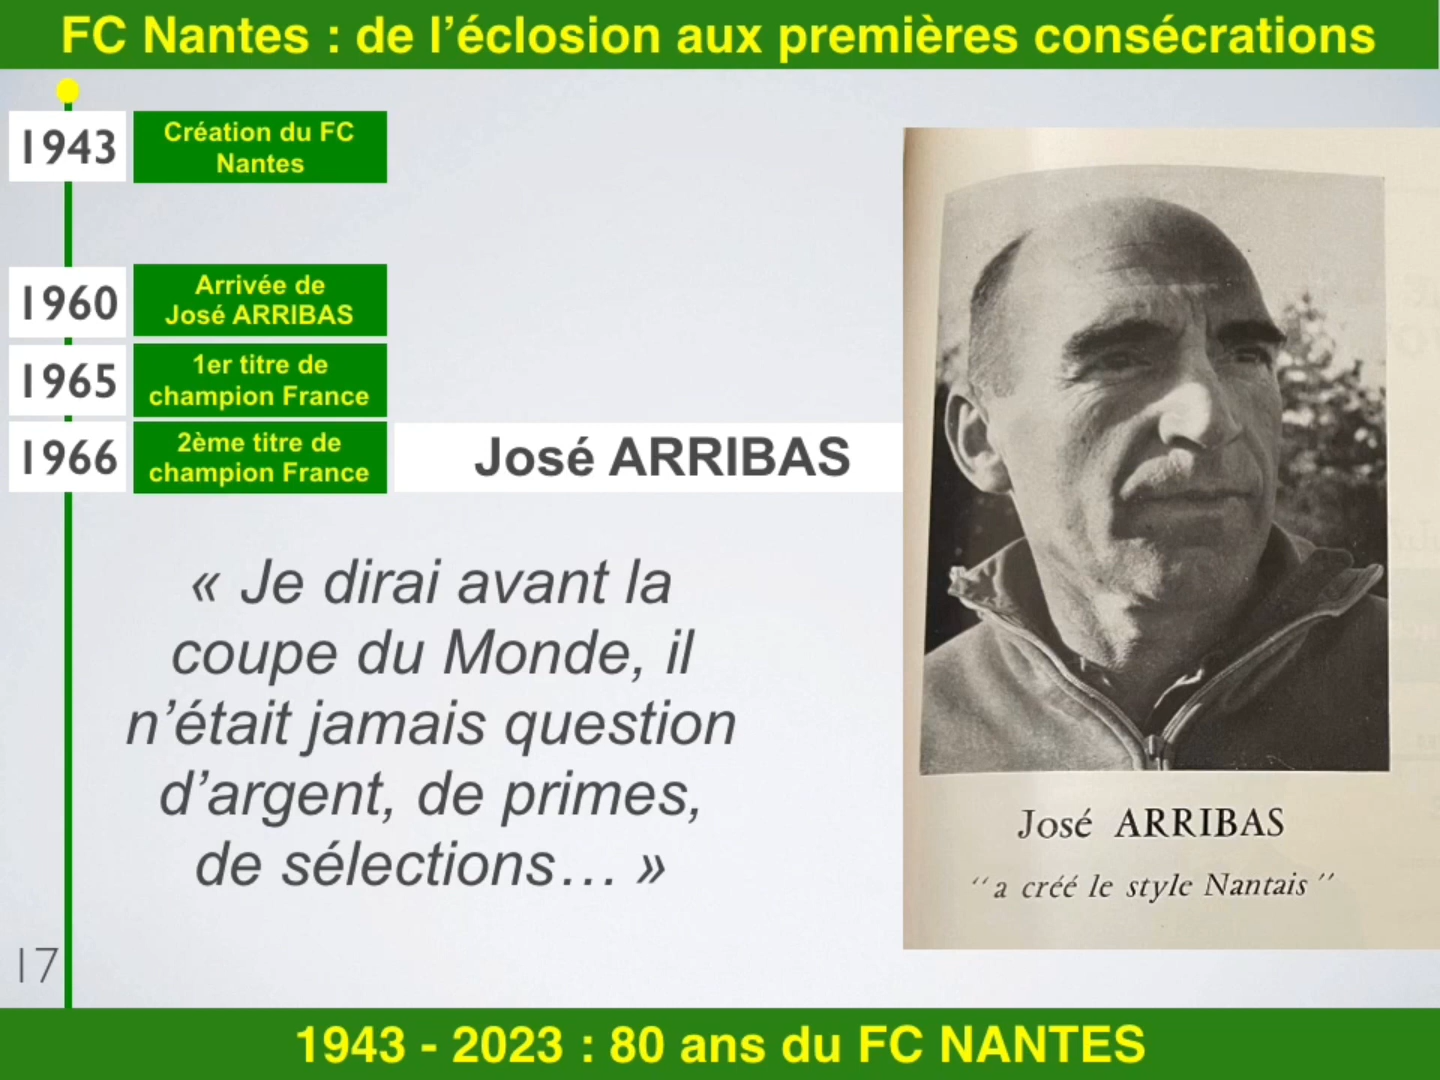 FC Nantes : de l’éclosion aux premières consécrations
1943
Création du FC
Nantes
1960
Arrivée de
José ARRIBAS
1965
1er titre de
champion France
1966
2ème titre de
champion France
José ARRIBAS
« Je dirai avant la
coupe du Monde, il
n’était jamais question
d’argent, de primes,
de sélections… »
José ARRIBAS
“a créé le style Nantais”
17
1943 - 2023 : 80 ans du FC NANTES